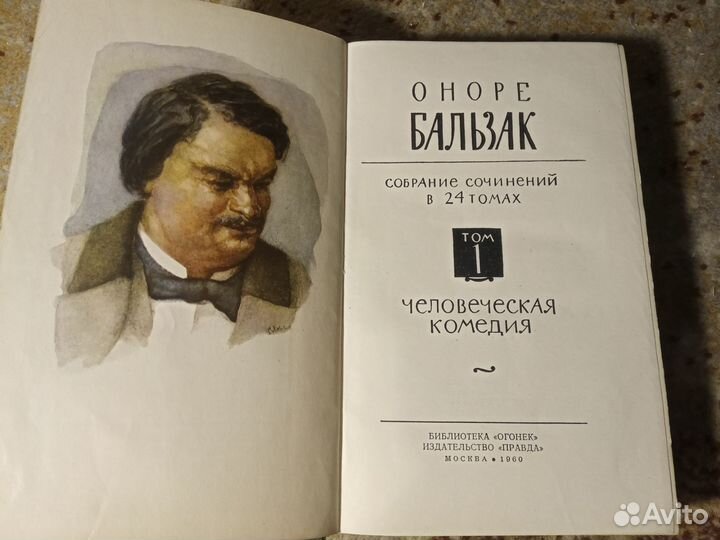 ОНОРЕ
БАЛЬЗАК
СОБРАНИЕ СОЧИНЕНИЙ
В 24 ТОМАХ
ТОМ
1
ЧЕЛОВЕЧЕСКАЯ
КОМЕДИЯ
БИБЛИОТЕКА «ОГОНЕК»
ИЗДАТЕЛЬСТВО «ПРАВДА»
МОСКВА • 1960
Avito